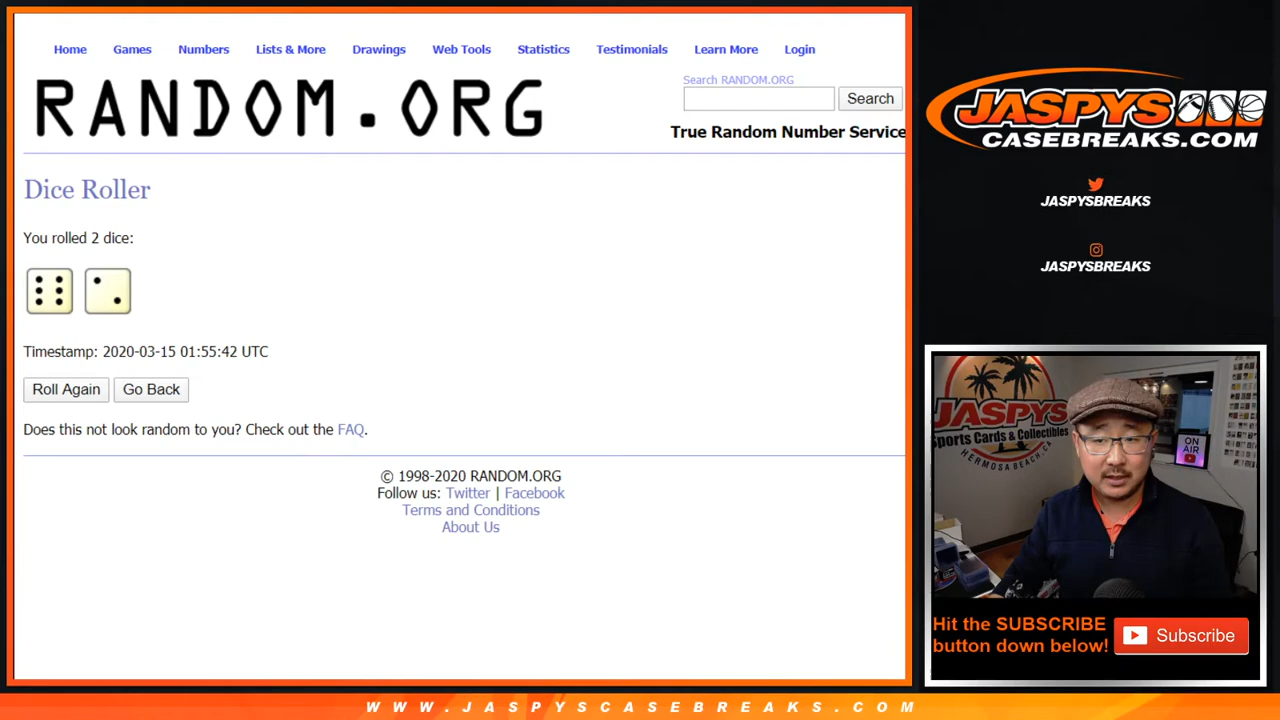 Home Games Numbers Lists & More Drawings Web Tools Statistics Testimonials Learn More Login
RANDOM.ORG
Search RANDOM.ORG
Search
True Random Number Service
Dice Roller
You rolled 2 dice:
Timestamp: 2020-03-15 01:55:42 UTC
Roll Again Go Back
Does this not look random to you? Check out the FAQ.
© 1998-2020 RANDOM.ORG
Follow us: Twitter | Facebook
Terms and Conditions
About Us
JASPYS
CASEBREAKS.COM
JASPYSBREAKS
JASPYSBREAKS
JASPYS
Sports Cards & Collectibles
HERMOSA BEACH, CA
ON
AIR
Hit the SUBSCRIBE
button down below!
Subscribe
WWW.JASPYSCASEBREAKS.COM